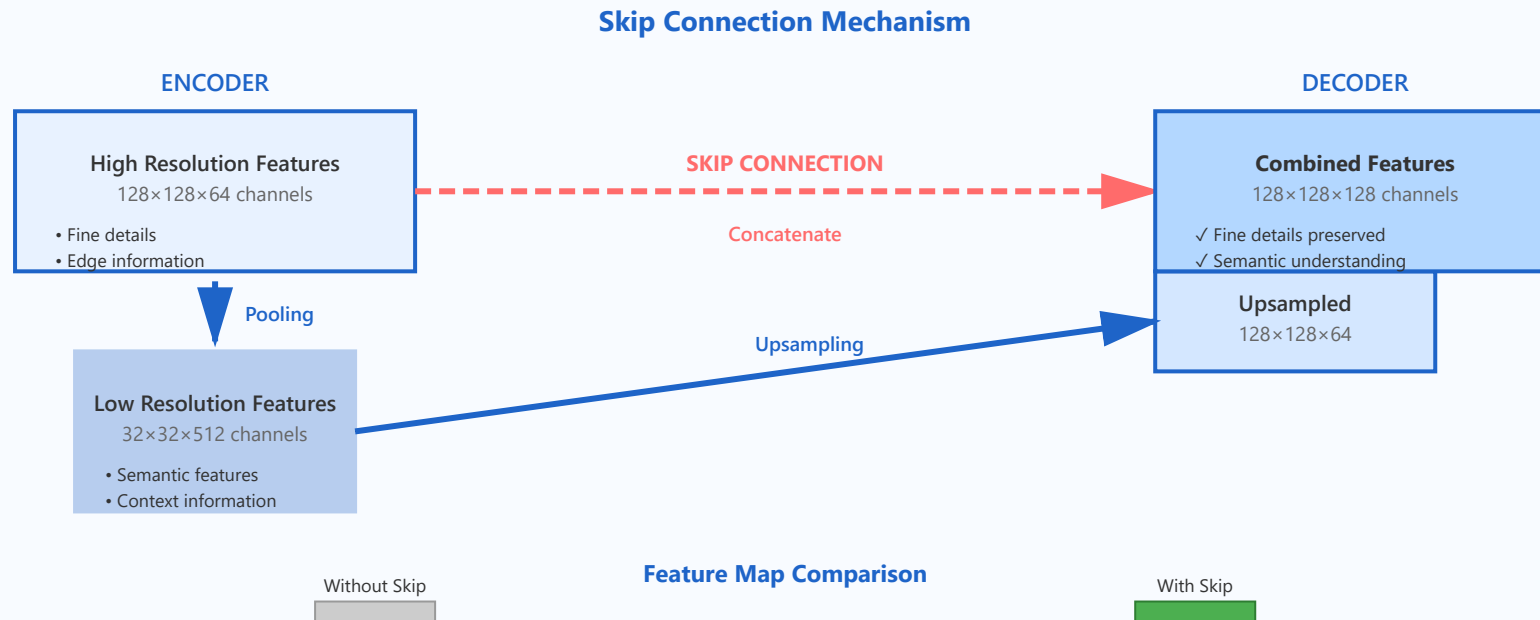 Skip Connection Mechanism
ENCODER
DECODER
High Resolution Features
128×128×64 channels
• Fine details
• Edge information
SKIP CONNECTION
Concatenate
Combined Features
128×128×128 channels
✓ Fine details preserved
✓ Semantic understanding
Pooling
Upsampling
Upsampled
128×128×64
Low Resolution Features
32×32×512 channels
• Semantic features
• Context information
Feature Map Comparison
Without Skip
With Skip